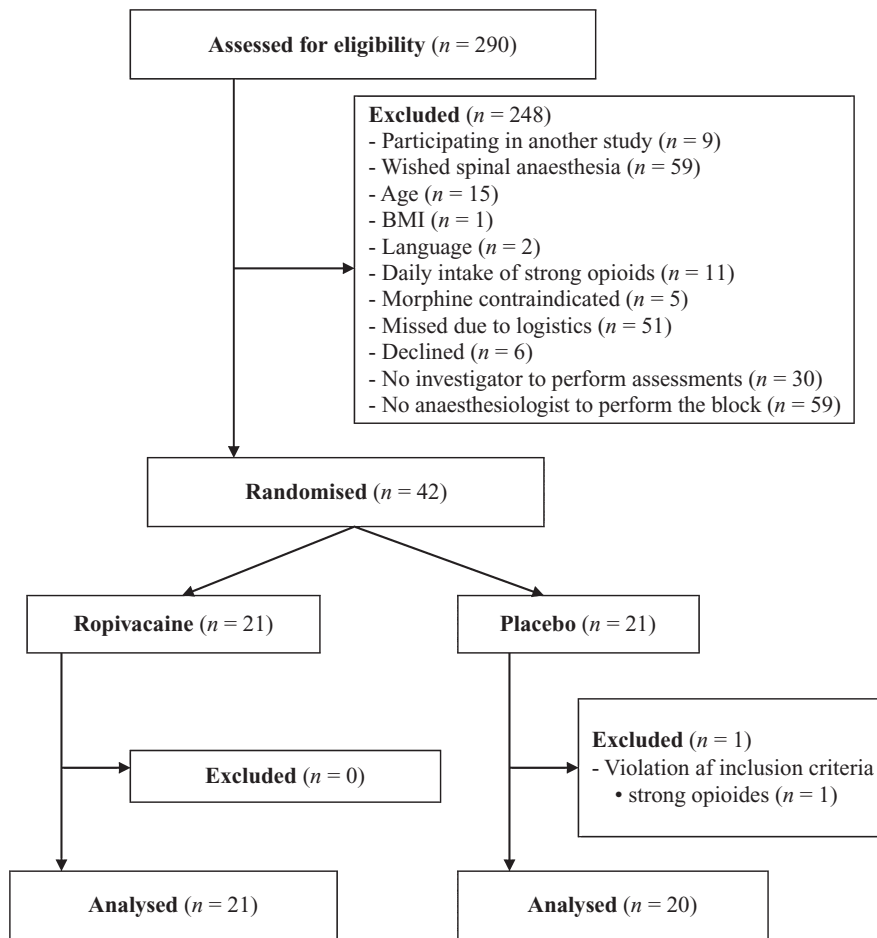 Assessed for eligibility (n = 290)
Excluded (n = 248)
- Participating in another study (n = 9)
- Wished spinal anaesthesia (n = 59)
- Age (n = 15)
- BMI (n = 1)
- Language (n = 2)
- Daily intake of strong opioids (n = 11)
- Morphine contraindicated (n = 5)
- Missed due to logistics (n = 51)
- Declined (n = 6)
- No investigator to perform assessments (n = 30)
- No anaesthesiologist to perform the block (n = 59)
Randomised (n = 42)
Ropivacaine (n = 21)
Placebo (n = 21)
Excluded (n = 0)
Excluded (n = 1)
- Violation af inclusion criteria
• strong opioides (n = 1)
Analysed (n = 21)
Analysed (n = 20)